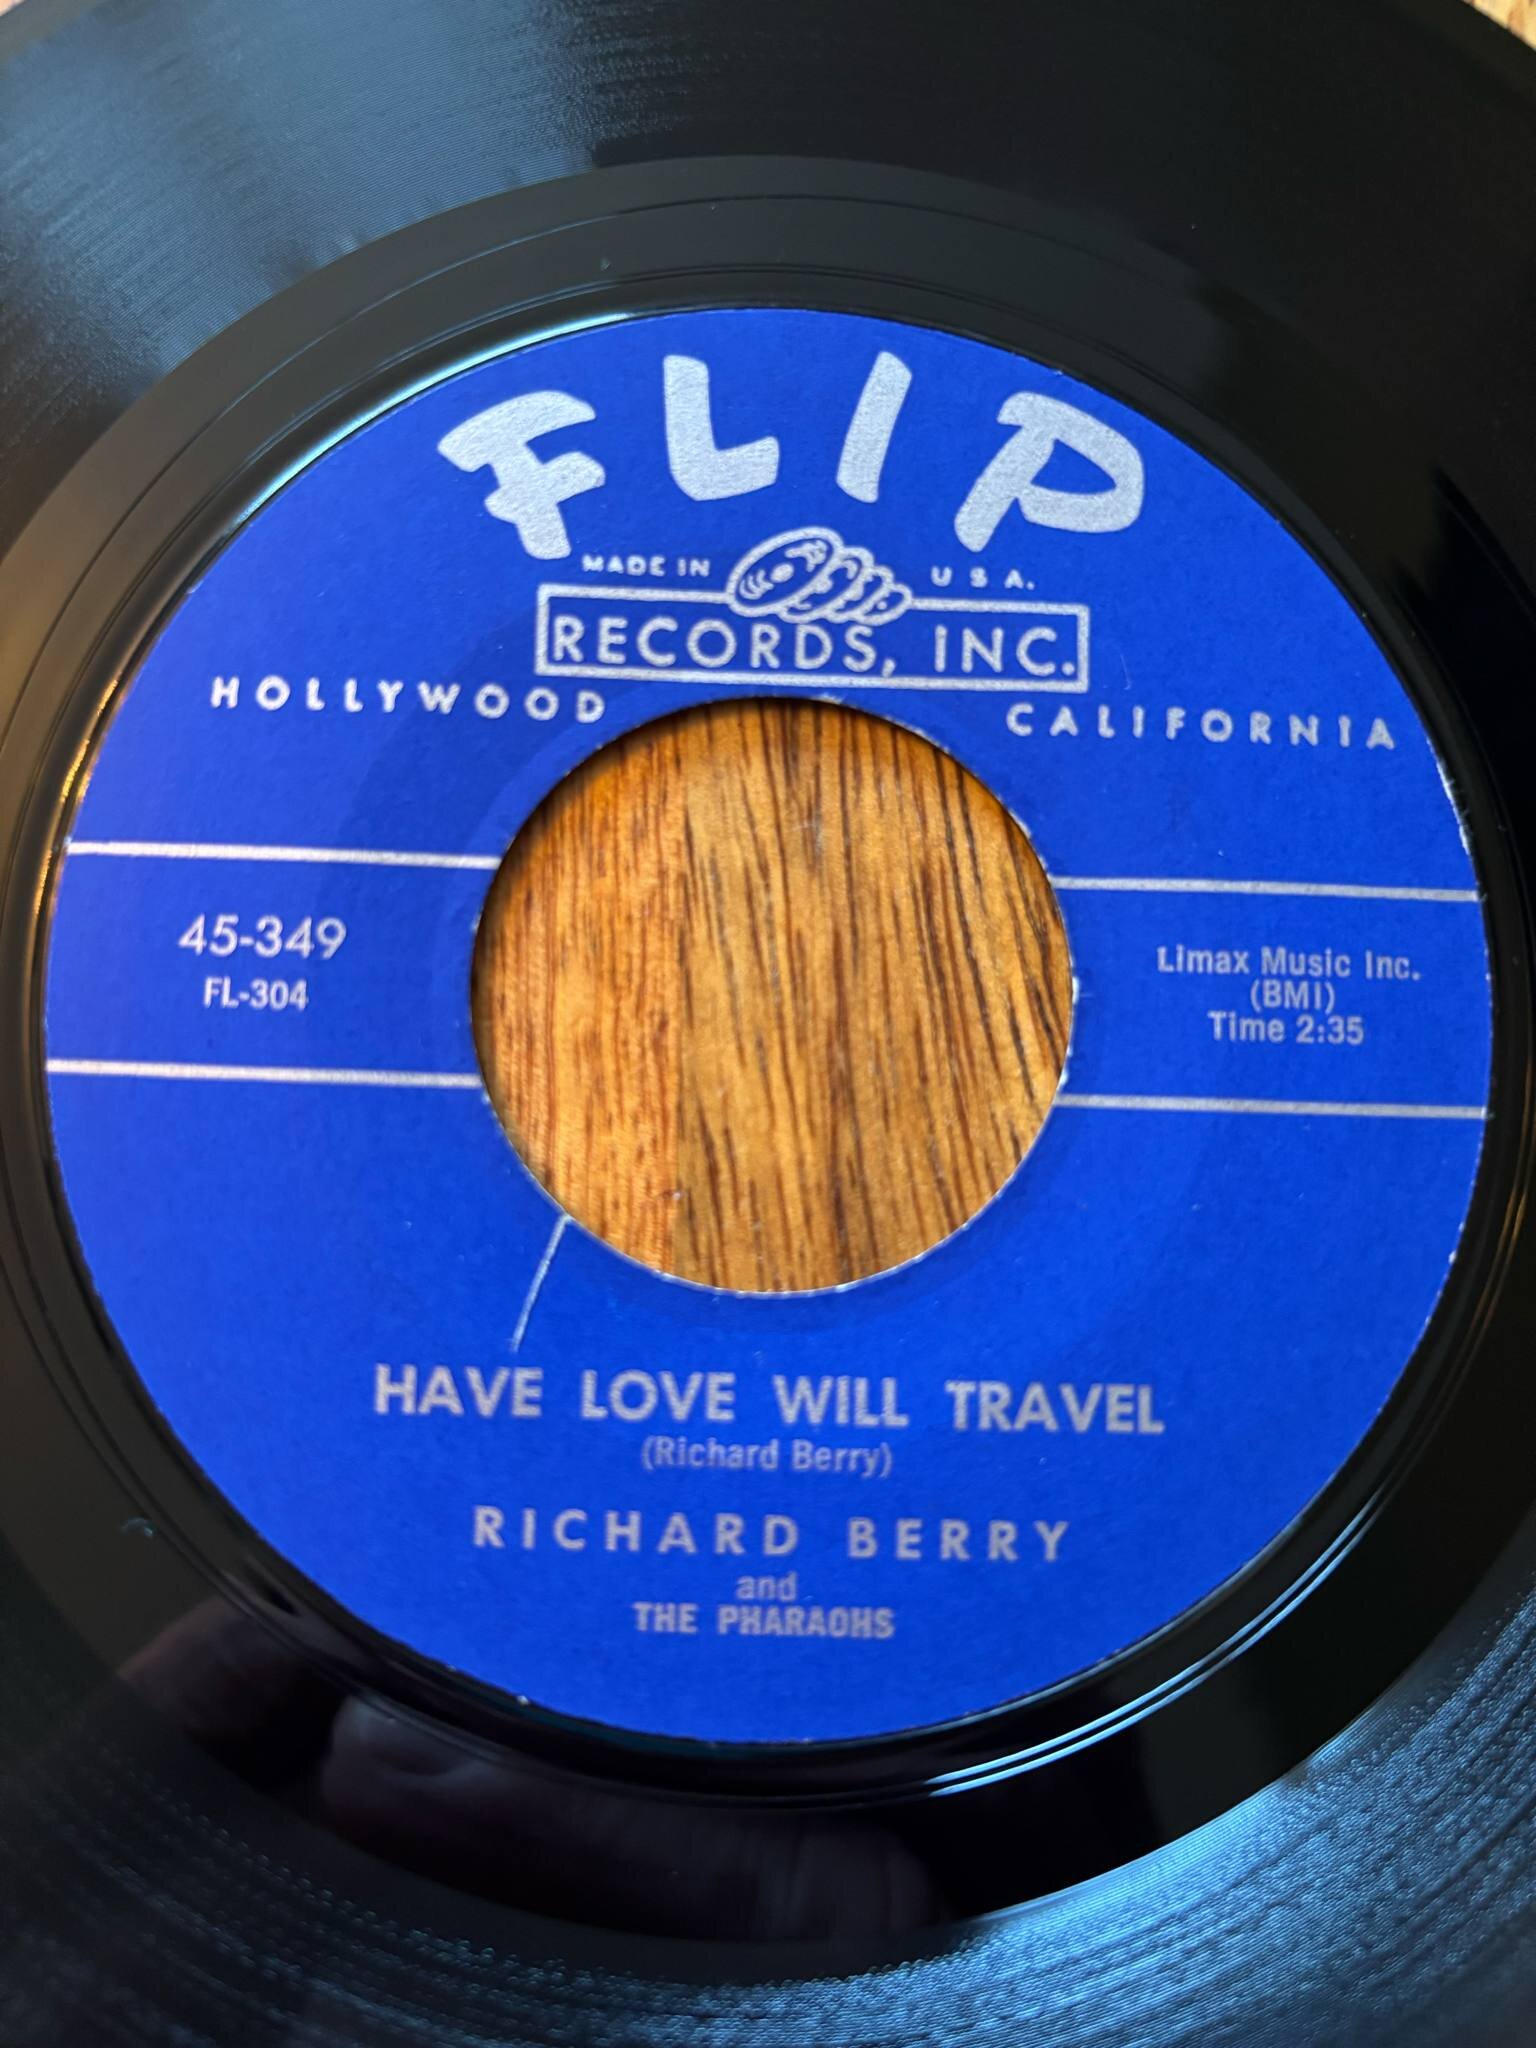 FLIP
MADE IN U S A.
RECORDS, INC.
HOLLYWOOD CALIFORNIA
45-349
FL-304
Limax Music Inc.
(BMI)
Time 2:35
HAVE LOVE WILL TRAVEL
(Richard Berry)
RICHARD BERRY
and
THE PHARAOHS